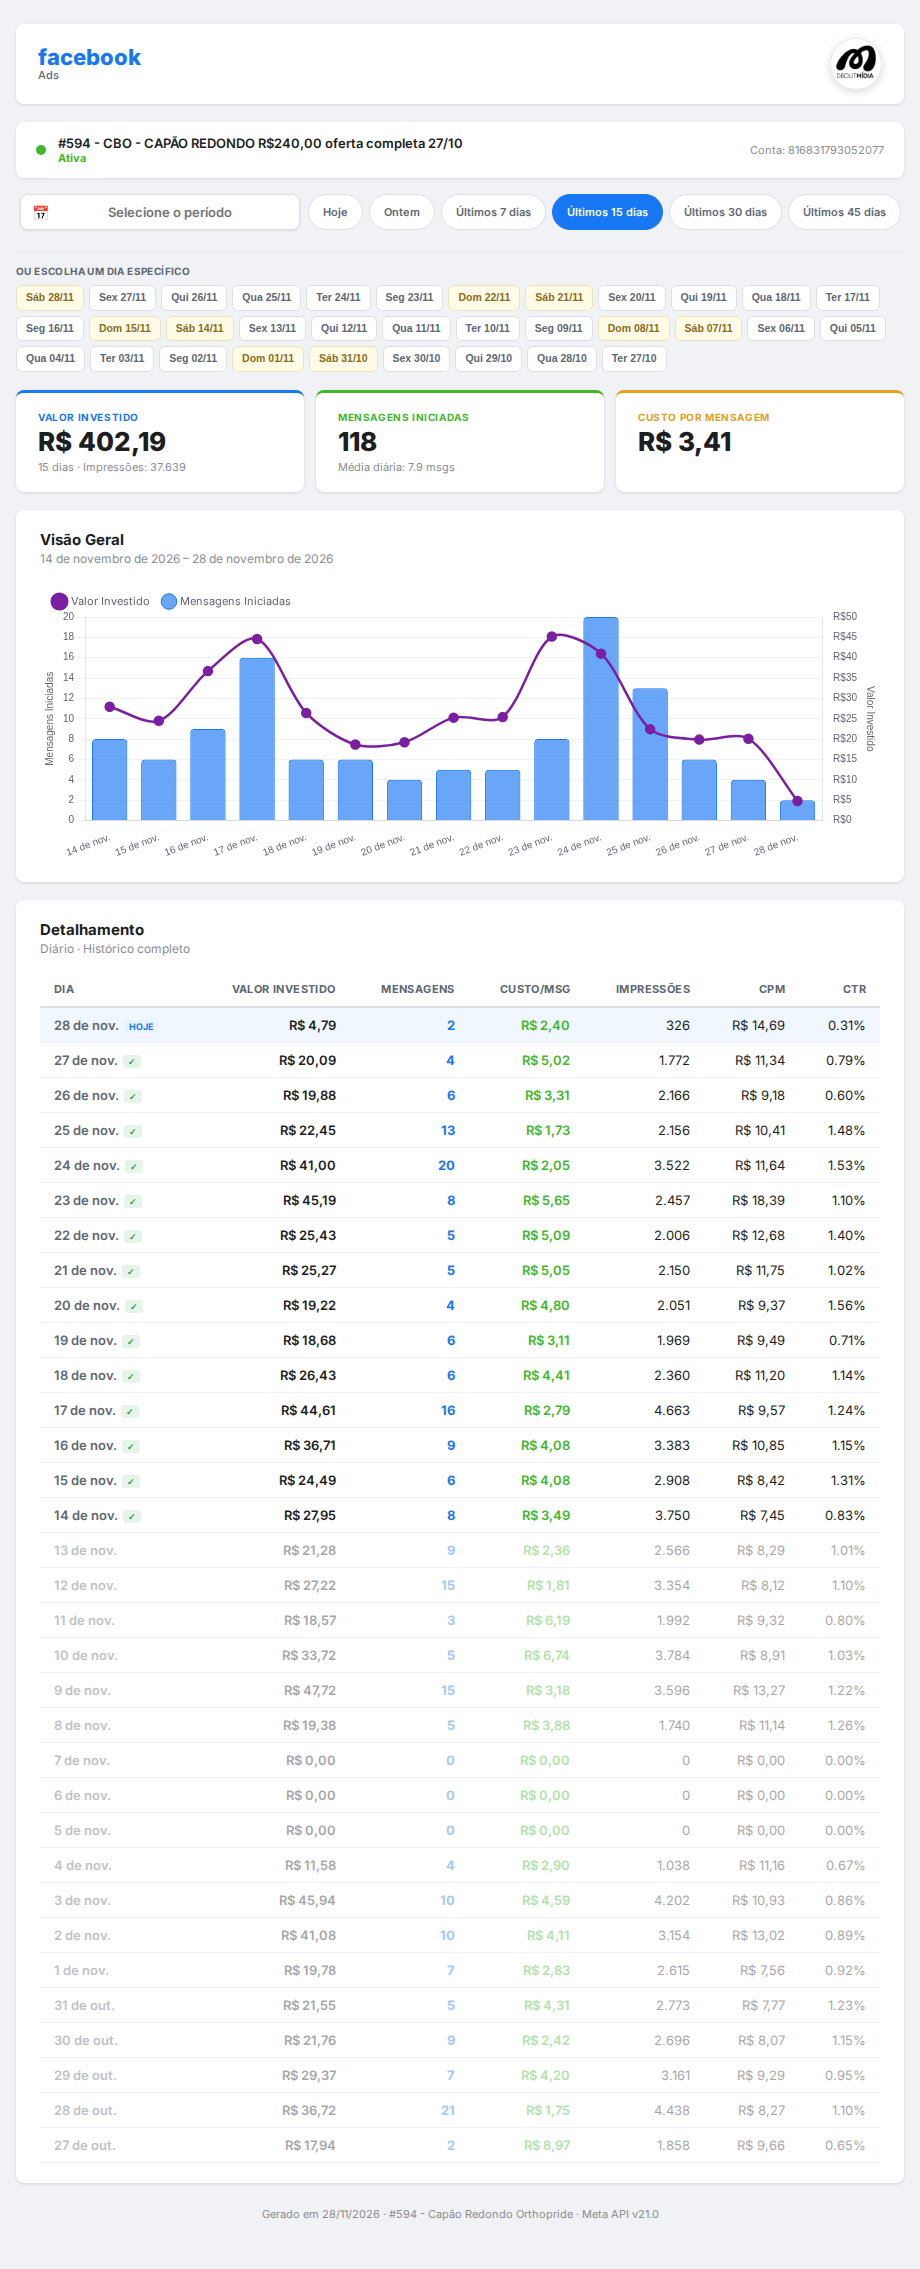 facebook
Ads
DBOUTMÍDIA
#594 - CBO - CAPÃO REDONDO R$240,00 oferta completa 27/10
Ativa
Conta: 816831793052077
Selecione o período Hoje Ontem Últimos 7 dias Últimos 15 dias Últimos 30 dias Últimos 45 dias
OU ESCOLHA UM DIA ESPECÍFICO
Sáb 28/11 Sex 27/11 Qui 26/11 Qua 25/11 Ter 24/11 Seg 23/11 Dom 22/11 Sáb 21/11 Sex 20/11 Qui 19/11 Qua 18/11 Ter 17/11
Seg 16/11 Dom 15/11 Sáb 14/11 Sex 13/11 Qui 12/11 Qua 11/11 Ter 10/11 Seg 09/11 Dom 08/11 Sáb 07/11 Sex 06/11 Qui 05/11
Qua 04/11 Ter 03/11 Seg 02/11 Dom 01/11 Sáb 31/10 Sex 30/10 Qui 29/10 Qua 28/10 Ter 27/10
VALOR INVESTIDO
R$ 402,19
15 dias · Impressões: 37.639
MENSAGENS INICIADAS
118
Média diária: 7.9 msgs
CUSTO POR MENSAGEM
R$ 3,41
Visão Geral
14 de novembro de 2026 – 28 de novembro de 2026
Valor Investido Mensagens Iniciadas
20 R$50
18 R$45
16 R$40
14 R$35
12 R$30
10 R$25
8 R$20
6 R$15
4 R$10
2 R$5
0 R$0
Mensagens Iniciadas
Valor Investido
14 de nov. 15 de nov. 16 de nov. 17 de nov. 18 de nov. 19 de nov. 20 de nov. 21 de nov. 22 de nov. 23 de nov. 24 de nov. 25 de nov. 26 de nov. 27 de nov. 28 de nov.
Detalhamento
Diário · Histórico completo
DIA VALOR INVESTIDO MENSAGENS CUSTO/MSG IMPRESSÕES CPM CTR
28 de nov. HOJE R$ 4,79 2 R$ 2,40 326 R$ 14,69 0.31%
27 de nov. ✓ R$ 20,09 4 R$ 5,02 1.772 R$ 11,34 0.79%
26 de nov. ✓ R$ 19,88 6 R$ 3,31 2.166 R$ 9,18 0.60%
25 de nov. ✓ R$ 22,45 13 R$ 1,73 2.156 R$ 10,41 1.48%
24 de nov. ✓ R$ 41,00 20 R$ 2,05 3.522 R$ 11,64 1.53%
23 de nov. ✓ R$ 45,19 8 R$ 5,65 2.457 R$ 18,39 1.10%
22 de nov. ✓ R$ 25,43 5 R$ 5,09 2.006 R$ 12,68 1.40%
21 de nov. ✓ R$ 25,27 5 R$ 5,05 2.150 R$ 11,75 1.02%
20 de nov. ✓ R$ 19,22 4 R$ 4,80 2.051 R$ 9,37 1.56%
19 de nov. ✓ R$ 18,68 6 R$ 3,11 1.969 R$ 9,49 0.71%
18 de nov. ✓ R$ 26,43 6 R$ 4,41 2.360 R$ 11,20 1.14%
17 de nov. ✓ R$ 44,61 16 R$ 2,79 4.663 R$ 9,57 1.24%
16 de nov. ✓ R$ 36,71 9 R$ 4,08 3.383 R$ 10,85 1.15%
15 de nov. ✓ R$ 24,49 6 R$ 4,08 2.908 R$ 8,42 1.31%
14 de nov. ✓ R$ 27,95 8 R$ 3,49 3.750 R$ 7,45 0.83%
13 de nov. R$ 21,28 9 R$ 2,36 2.566 R$ 8,29 1.01%
12 de nov. R$ 27,22 15 R$ 1,81 3.354 R$ 8,12 1.10%
11 de nov. R$ 18,57 3 R$ 6,19 1.992 R$ 9,32 0.80%
10 de nov. R$ 33,72 5 R$ 6,74 3.784 R$ 8,91 1.03%
9 de nov. R$ 47,72 15 R$ 3,18 3.596 R$ 13,27 1.22%
8 de nov. R$ 19,38 5 R$ 3,88 1.740 R$ 11,14 1.26%
7 de nov. R$ 0,00 0 R$ 0,00 0 R$ 0,00 0.00%
6 de nov. R$ 0,00 0 R$ 0,00 0 R$ 0,00 0.00%
5 de nov. R$ 0,00 0 R$ 0,00 0 R$ 0,00 0.00%
4 de nov. R$ 11,58 4 R$ 2,90 1.038 R$ 11,16 0.67%
3 de nov. R$ 45,94 10 R$ 4,59 4.202 R$ 10,93 0.86%
2 de nov. R$ 41,08 10 R$ 4,11 3.154 R$ 13,02 0.89%
1 de nov. R$ 19,78 7 R$ 2,83 2.615 R$ 7,56 0.92%
31 de out. R$ 21,55 5 R$ 4,31 2.773 R$ 7,77 1.23%
30 de out. R$ 21,76 9 R$ 2,42 2.696 R$ 8,07 1.15%
29 de out. R$ 29,37 7 R$ 4,20 3.161 R$ 9,29 0.95%
28 de out. R$ 36,72 21 R$ 1,75 4.438 R$ 8,27 1.10%
27 de out. R$ 17,94 2 R$ 8,97 1.858 R$ 9,66 0.65%
Gerado em 28/11/2026 · #594 - Capão Redondo Orthopride · Meta API v21.0